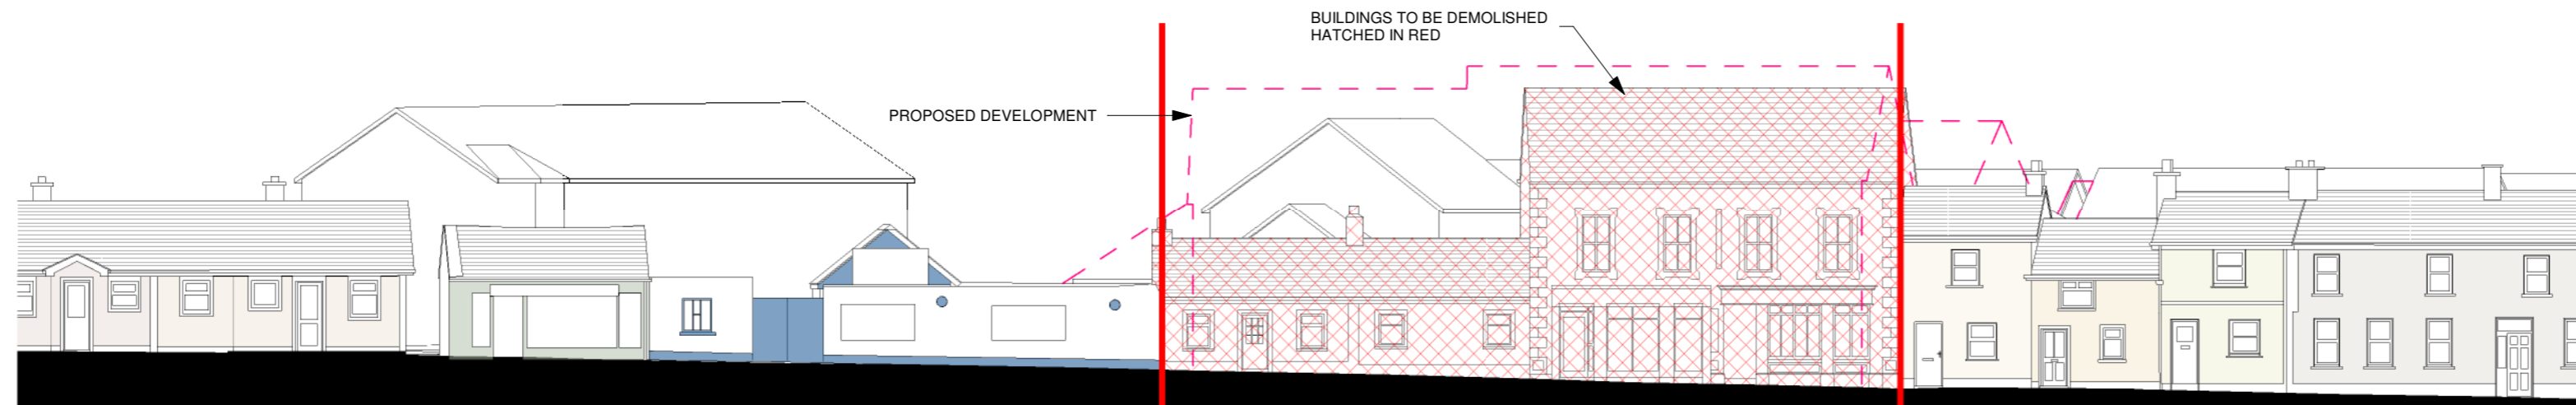 BUILDINGS TO BE DEMOLISHED
HATCHED IN RED
PROPOSED DEVELOPMENT